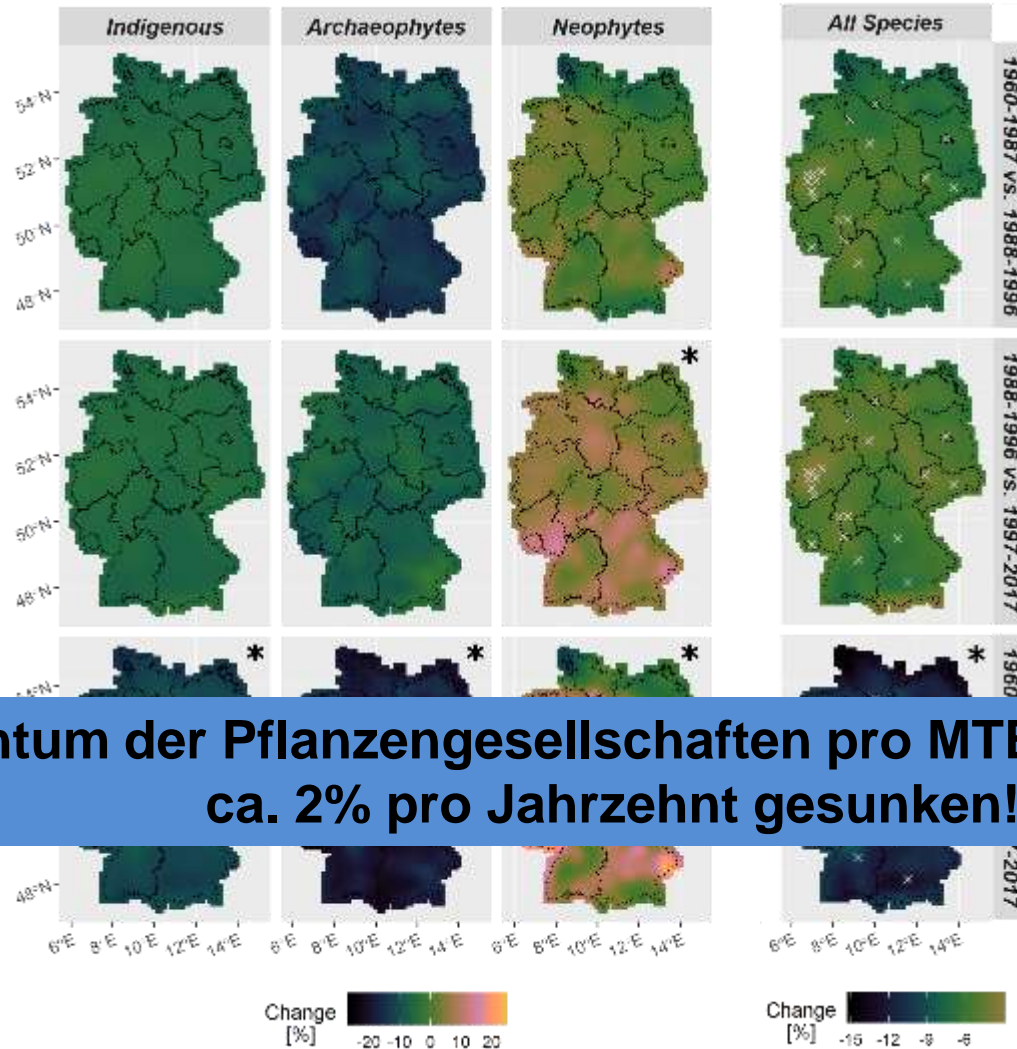 Indigenous Archaeophytes Neophytes All Species
54°N
52°N
50°N
48°N
1960-1987 vs. 1988-1996
*
54°N
52°N
50°N
48°N
1988-1996 vs. 1997-2017
* * * *
ntum der Pflanzengesellschaften pro MTB
ca. 2% pro Jahrzehnt gesunken!
48°N
6°E 8°E 10°E 12°E 14°E 6°E 8°E 10°E 12°E 14°E 6°E 8°E 10°E 12°E 14°E 6°E 8°E 10°E 12°E 14°E
Change
[%]
-20 -10 0 10 20
Change
[%]
-15 -12 -9 -6